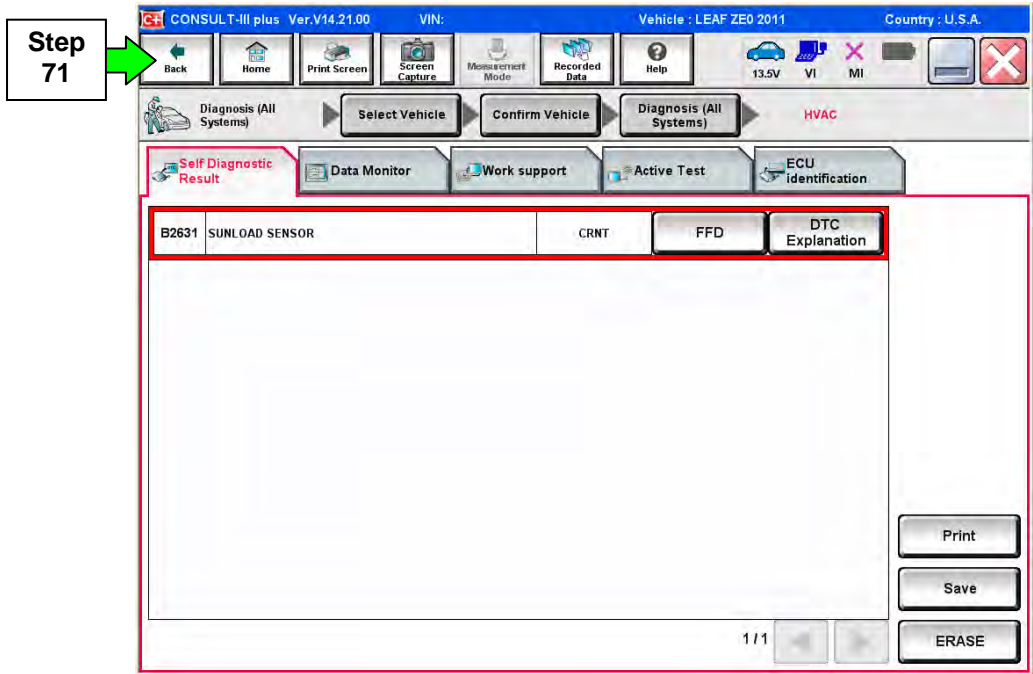 Step
71
C+ CONSULT-III plus Ver.V14.21.00 VIN: Vehicle : LEAF ZE0 2011 Country : U.S.A.
Back
Home
Print Screen
Screen
Capture
Measurement
Mode
Recorded
Data
Help
13.5V
VI
MI
Diagnosis (All
Systems)
Select Vehicle
Confirm Vehicle
Diagnosis (All
Systems)
HVAC
Self Diagnostic
Result
Data Monitor
Work support
Active Test
ECU
identification
B2631 SUNLOAD SENSOR CRNT FFD
DTC
Explanation
Print
Save
1/1
ERASE